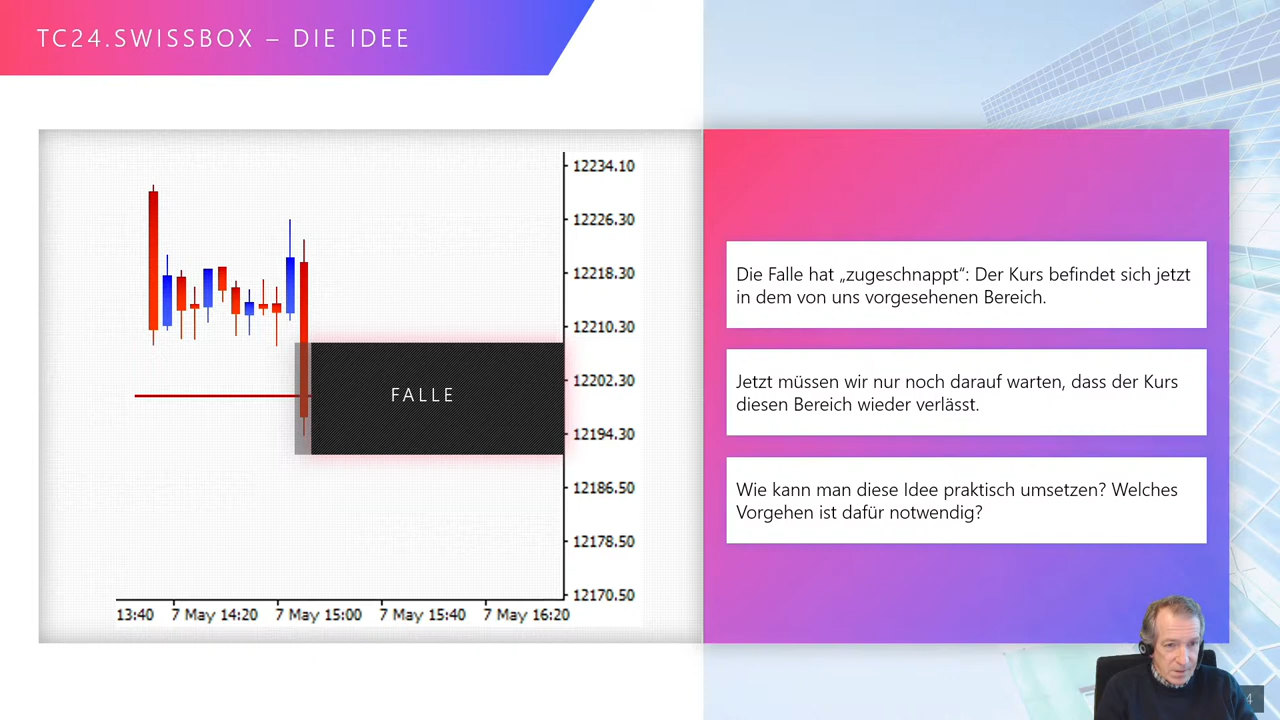 TC24.SWISSBOX – DIE IDEE
12234.10
12226.30
12218.30
12210.30
12202.30
12194.30
12186.50
12178.50
12170.50
FALLE
13:40 7 May 14:20 7 May 15:00 7 May 15:40 7 May 16:20
Die Falle hat „zugeschnappt“: Der Kurs befindet sich jetzt
in dem von uns vorgesehenen Bereich.
Jetzt müssen wir nur noch darauf warten, dass der Kurs
diesen Bereich wieder verlässt.
Wie kann man diese Idee praktisch umsetzen? Welches
Vorgehen ist dafür notwendig?
4